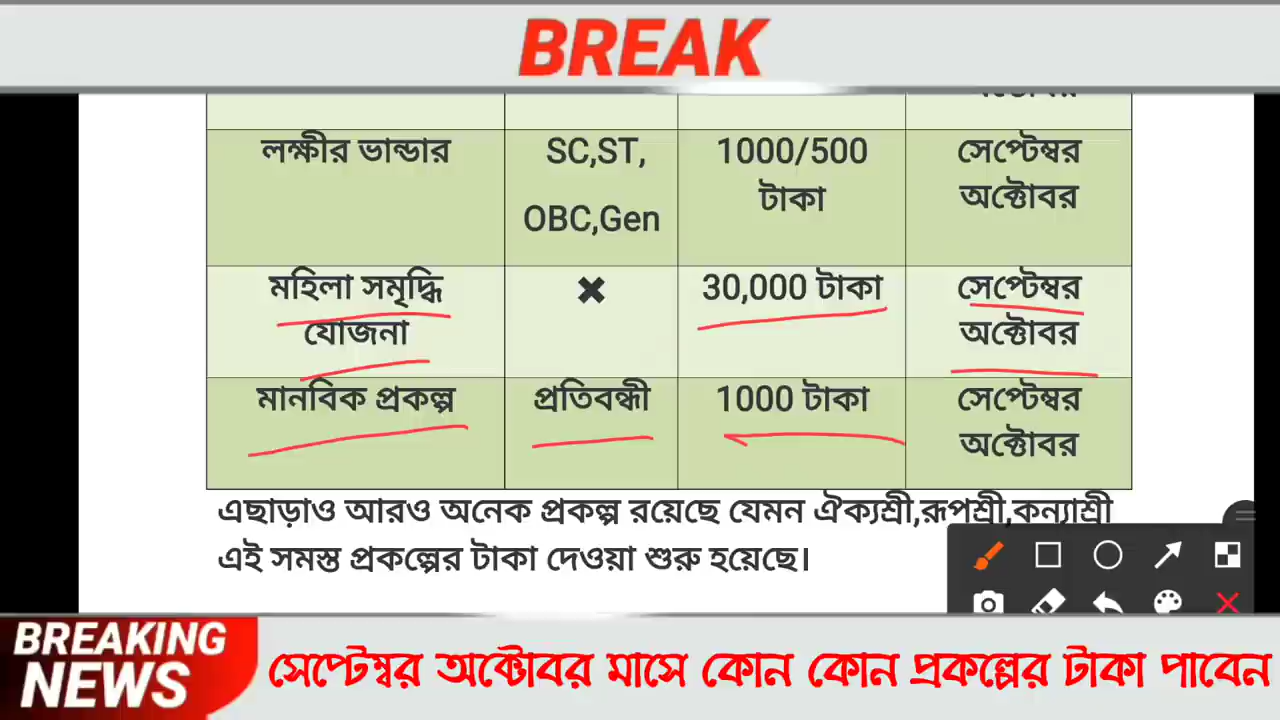 BREAK
লক্ষীর ভান্ডার
SC,ST,
OBC,Gen
1000/500
টাকা
সেপ্টেম্বর
অক্টোবর
মহিলা সমৃদ্ধি
যোজনা
30,000 টাকা
সেপ্টেম্বর
অক্টোবর
মানবিক প্রকল্প
প্রতিবন্ধী
1000 টাকা
সেপ্টেম্বর
অক্টোবর
এছাড়াও আরও অনেক প্রকল্প রয়েছে যেমন ঐক্যশ্রী,রূপশ্রী,কন্যাশ্রী
এই সমস্ত প্রকল্পের টাকা দেওয়া শুরু হয়েছে।
BREAKING
NEWS
সেপ্টেম্বর অক্টোবর মাসে কোন কোন প্রকল্পের টাকা পাবেন